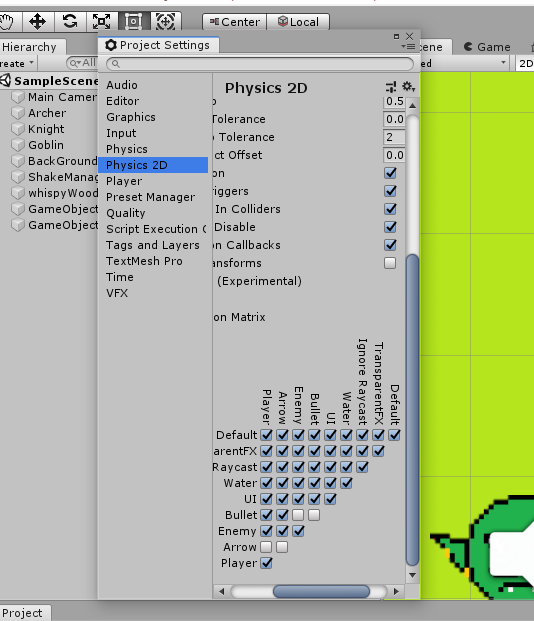 Center Local
Hierarchy
Project Settings
Scene Game
reate All
ed 2D
SampleScene
Main Camer
Archer
Knight
Goblin
BackGround
ShakeManag
whispyWood
GameObject
GameObject
Audio
Editor
Graphics
Input
Physics
Physics 2D
Player
Preset Manager
Quality
Script Execution O
Tags and Layers
TextMesh Pro
Time
VFX
Physics 2D
0.5
Tolerance 0.0
Tolerance 2
ct Offset 0.0
on
riggers
In Colliders
Disable
on Callbacks
ansforms
(Experimental)
on Matrix
Player
Arrow
Enemy
Bullet
UI
Water
Ignore Raycast
TransparentFX
Default
Default
arentFX
Raycast
Water
UI
Bullet
Enemy
Arrow
Player
Project